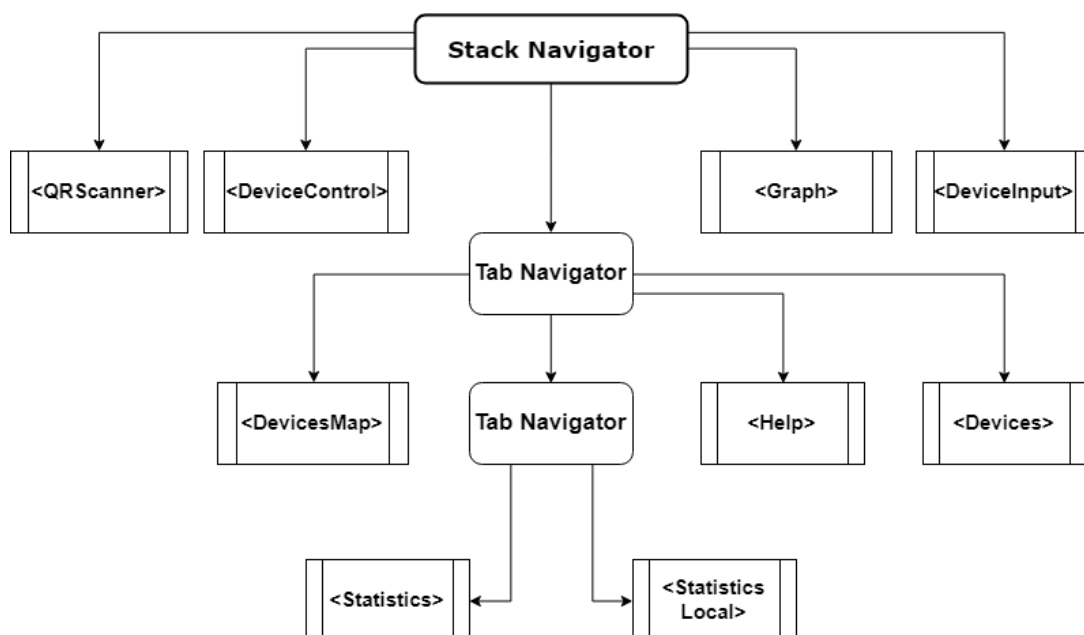 Stack Navigator
<QRScanner>
<DeviceControl>
<Graph>
<DeviceInput>
Tab Navigator
<DevicesMap>
Tab Navigator
<Help>
<Devices>
<Statistics>
<Statistics
Local>